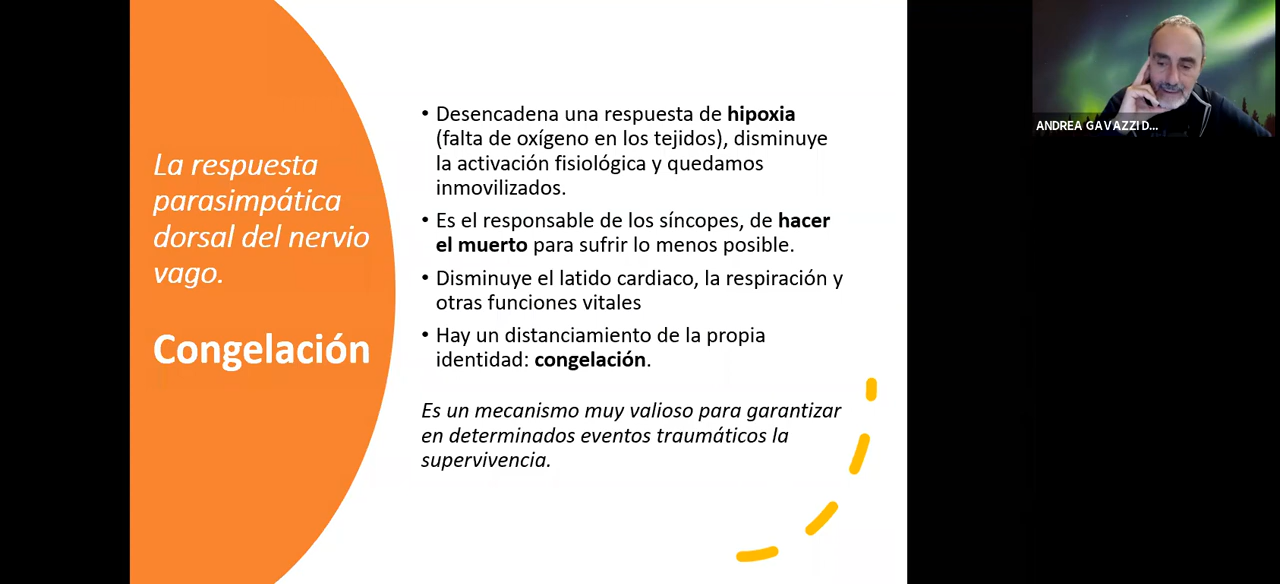 La respuesta
parasimpática
dorsal del nervio
vago.
Congelación
• Desencadena una respuesta de hipoxia
(falta de oxígeno en los tejidos), disminuye
la activación fisiológica y quedamos
inmovilizados.
• Es el responsable de los síncopes, de hacer
el muerto para sufrir lo menos posible.
• Disminuye el latido cardiaco, la respiración y
otras funciones vitales
• Hay un distanciamiento de la propia
identidad: congelación.
Es un mecanismo muy valioso para garantizar
en determinados eventos traumáticos la
supervivencia.
ANDREA GAVAZZI D...